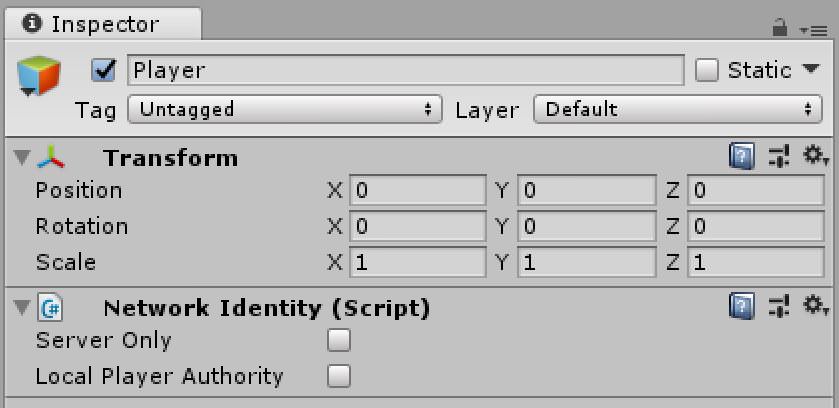 Inspector
Player Static
Tag Untagged Layer Default
Transform
Position X 0 Y 0 Z 0
Rotation X 0 Y 0 Z 0
Scale X 1 Y 1 Z 1
C# Network Identity (Script)
Server Only
Local Player Authority